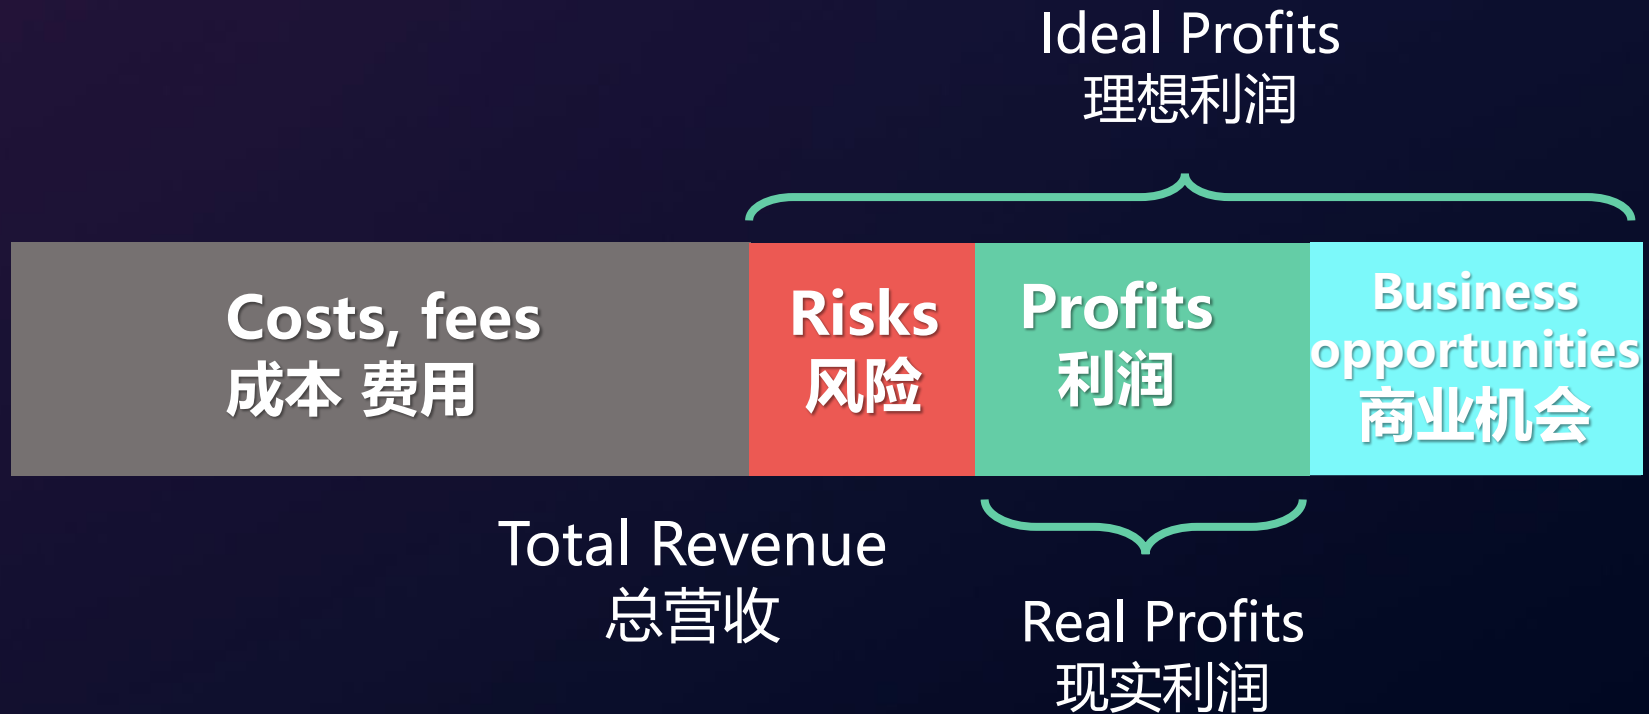 Ideal Profits
理想利润
Costs, fees
成本 费用
Risks
风险
Profits
利润
Business
opportunities
商业机会
Total Revenue
总营收
Real Profits
现实利润